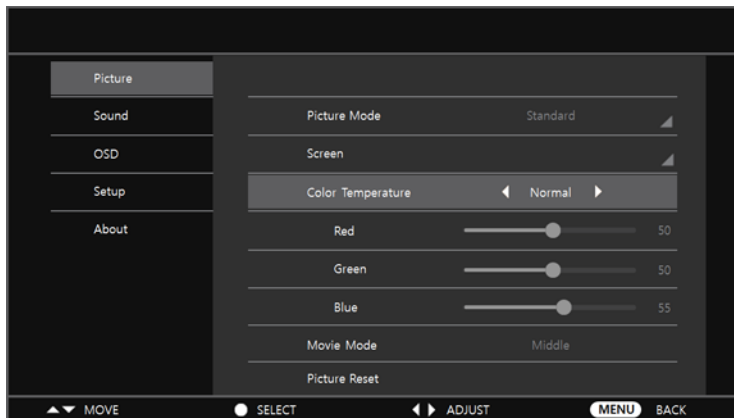 Picture
Sound
OSD
Setup
About
Picture Mode Standard
Screen
Color Temperature Normal
Red 50
Green 50
Blue 55
Movie Mode Middle
Picture Reset
MOVE SELECT ADJUST MENU BACK